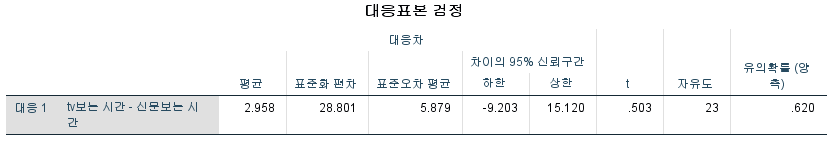 대응표본 검정
대응차
차이의 95% 신뢰구간
평균 표준화 편차 표준오차 평균 하한 상한 t 자유도 유의확률 (양
측)
대응 1 tv보는 시간 - 신문보는 시 2.958 28.801 5.879 -9.203 15.120 .503 23 .620
간